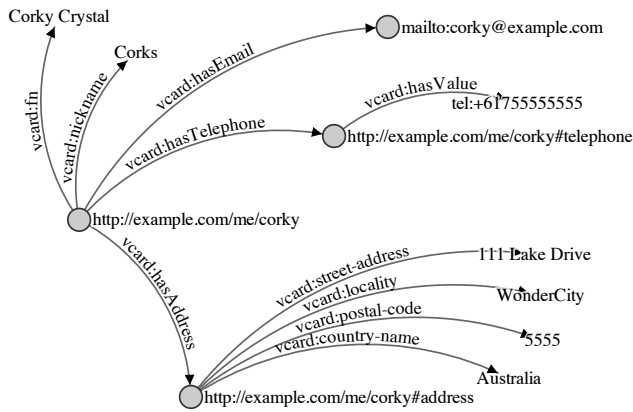 Corky Crystal
Corks
mailto:corky@example.com
vcard:fn
vcard:nickname
vcard:hasEmail
vcard:hasValue
tel:+61755555555
vcard:hasTelephone
http://example.com/me/corky#telephone
http://example.com/me/corky
vcard:hasAddress
vcard:street-address
111 Lake Drive
vcard:locality
WonderCity
vcard:postal-code
5555
vcard:country-name
Australia
http://example.com/me/corky#address